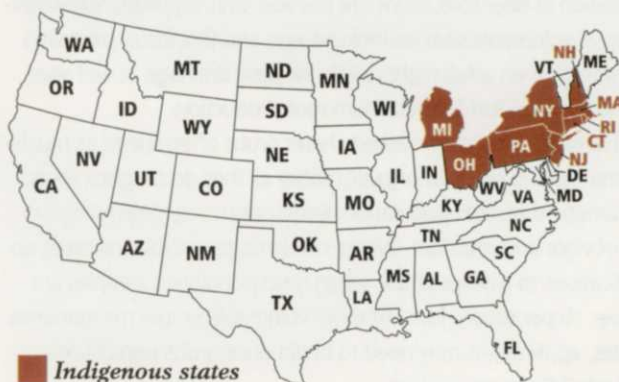 WA
MT
ND
MN
VT
NH
ME
OR
ID
WY
SD
WI
MI
NY
MA
RI
CT
NV
NE
IA
PA
NJ
CA
UT
CO
IL
IN
OH
DE
MD
KS
MO
WV
VA
KY
NC
AZ
NM
OK
AR
TN
SC
TX
LA
MS
AL
GA
FL
Indigenous states